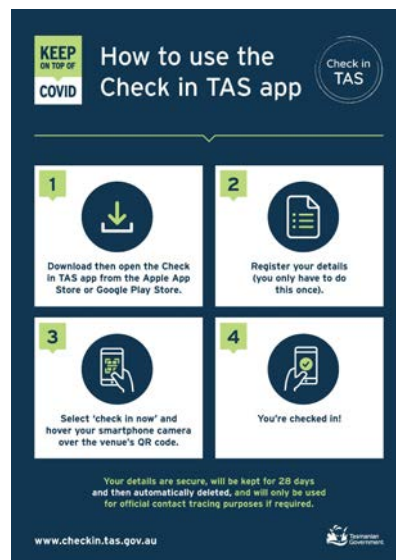 KEEP
ON TOP OF
COVID
How to use the
Check in TAS app
Check in
TAS
1
Download then open the Check
in TAS app from the Apple App
Store or Google Play Store.
2
Register your details
(you only have to do
this once).
3
Select ‘check in now’ and
hover your smartphone camera
over the venue’s QR code.
4
You’re checked in!
Your details are secure, will be kept for 28 days
and then automatically deleted, and will only be used
for official contact tracing purposes if required.
www.checkin.tas.gov.au
Tasmanian
Government